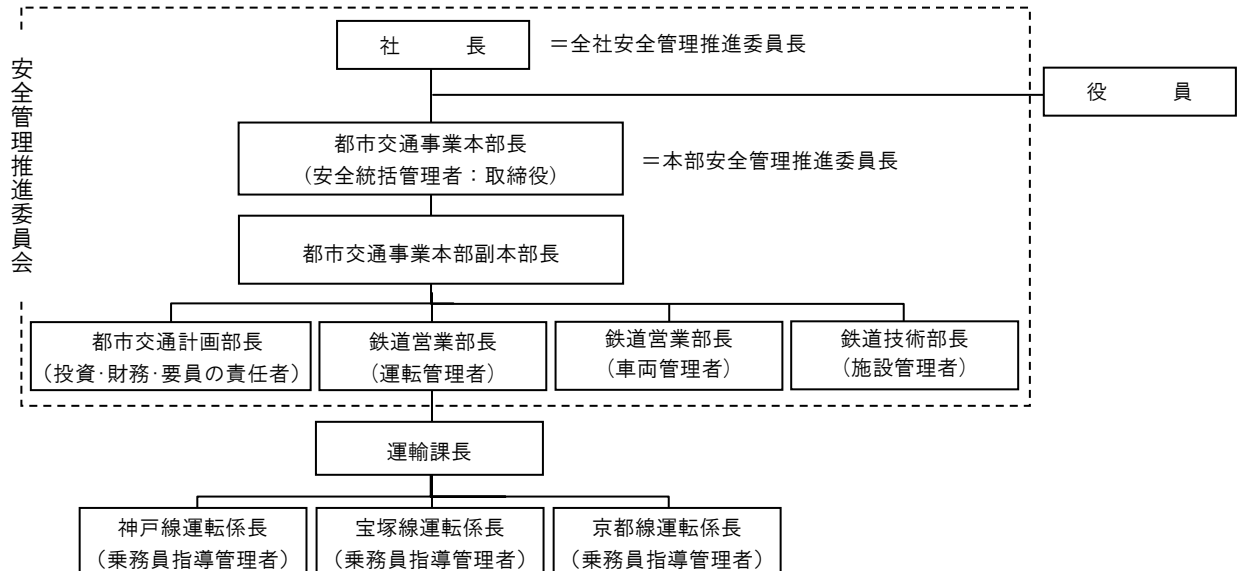 社　　　長
＝全社安全管理推進委員長
安全管理推進委員会
役　　　員
都市交通事業本部長
（安全統括管理者：取締役）
＝本部安全管理推進委員長
都市交通事業本部副本部長
都市交通計画部長
（投資･財務･要員の責任者）
鉄道営業部長
（運転管理者）
鉄道営業部長
（車両管理者）
鉄道技術部長
（施設管理者）
運輸課長
神戸線運転係長
（乗務員指導管理者）
宝塚線運転係長
（乗務員指導管理者）
京都線運転係長
（乗務員指導管理者）